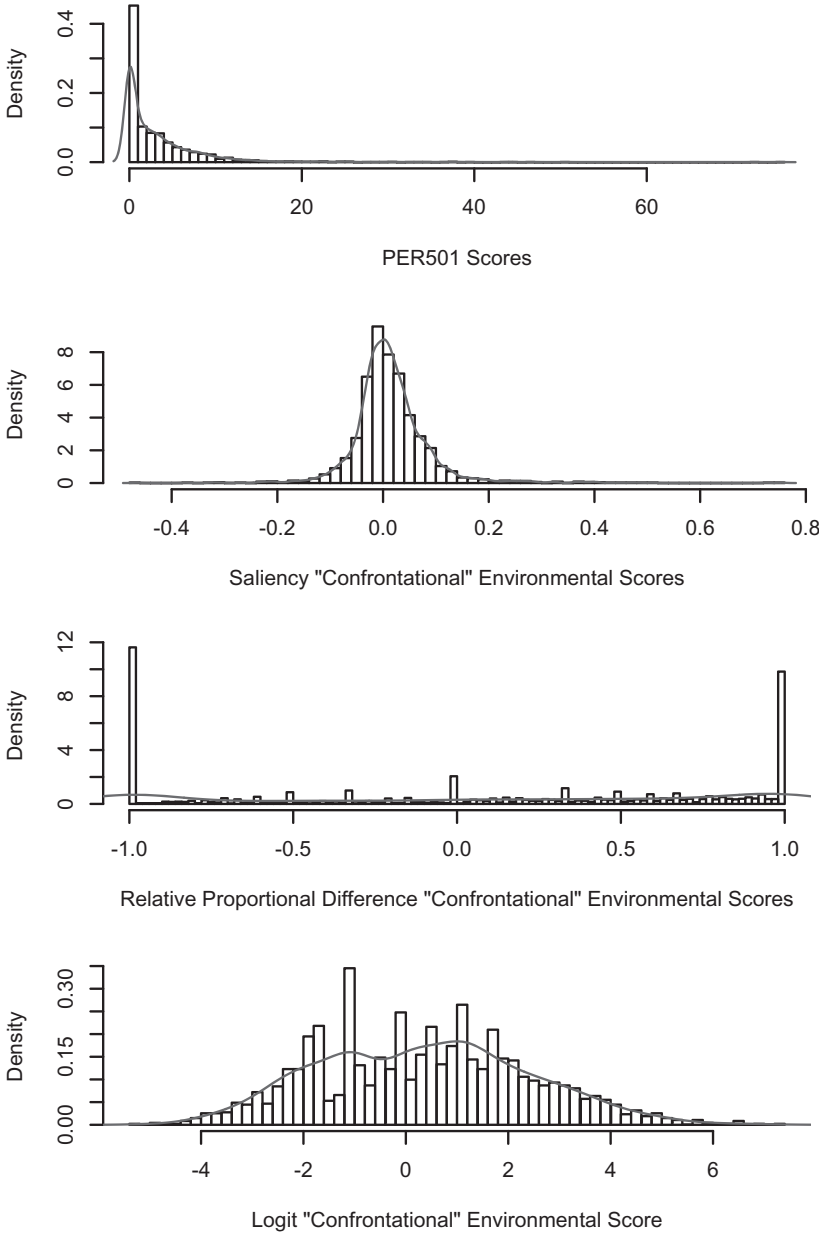 Density
0.4
0.2
0.0
0 20 40 60
PER501 Scores
Density
8
6
4
2
0
-0.4 -0.2 0.0 0.2 0.4 0.6 0.8
Saliency "Confrontational" Environmental Scores
Density
12
8
4
0
-1.0 -0.5 0.0 0.5 1.0
Relative Proportional Difference "Confrontational" Environmental Scores
Density
0.30
0.15
0.00
-4 -2 0 2 4 6
Logit "Confrontational" Environmental Score